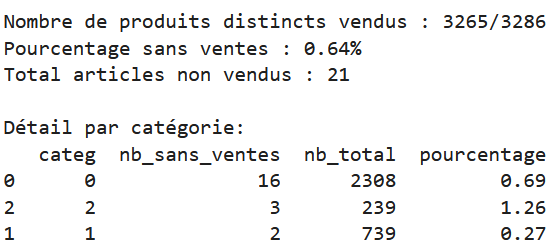 Nombre de produits distincts vendus : 3265/3286
Pourcentage sans ventes : 0.64%
Total articles non vendus : 21
Détail par catégorie:
categ nb_sans_ventes nb_total pourcentage
0 0 16 2308 0.69
2 2 3 239 1.26
1 1 2 739 0.27